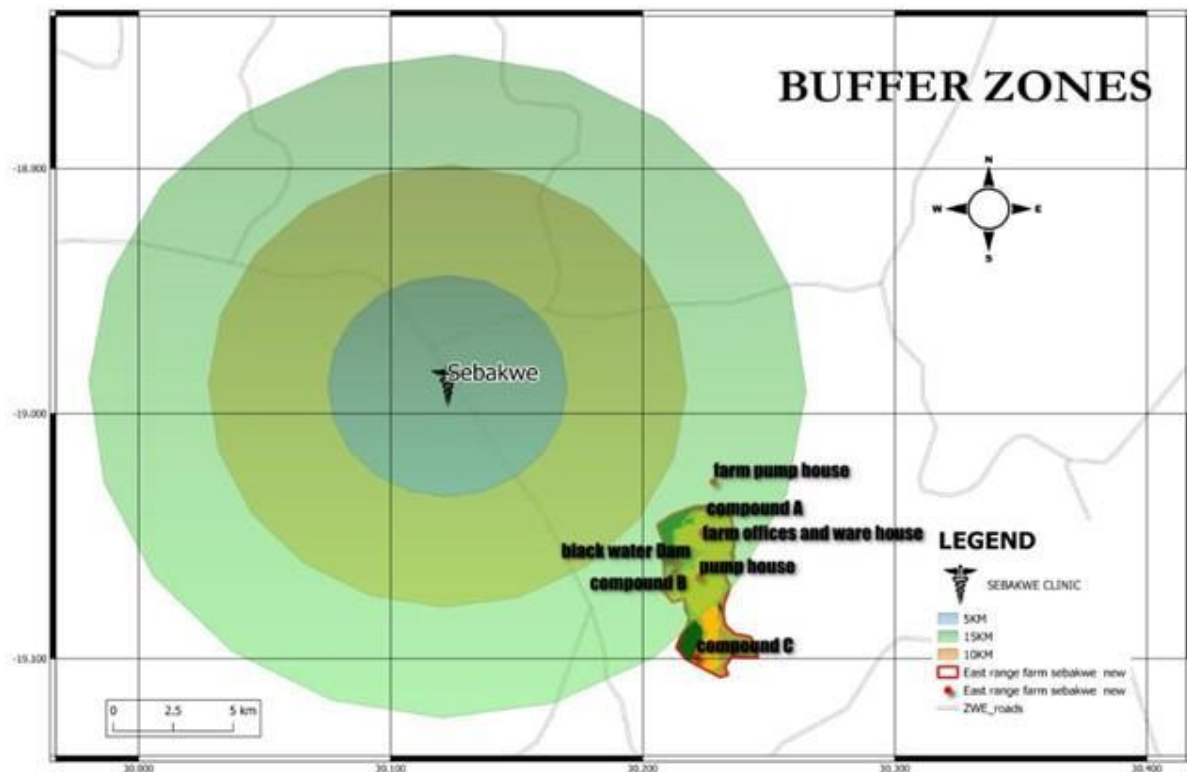 BUFFER ZONES
N
W
E
S
-18.900
Sebakwe
-19.000
farm pump house
compound A
farm offices and ware house
black water Dam
pump house
compound B
compound C
-19.100
LEGEND
SEBAKWE CLINIC
5KM
15KM
10KM
East range farm sebakwe new
East range farm sebakwe new
ZWE_roads
0 2.5 5 km
30.000 30.100 30.200 30.300 30.400